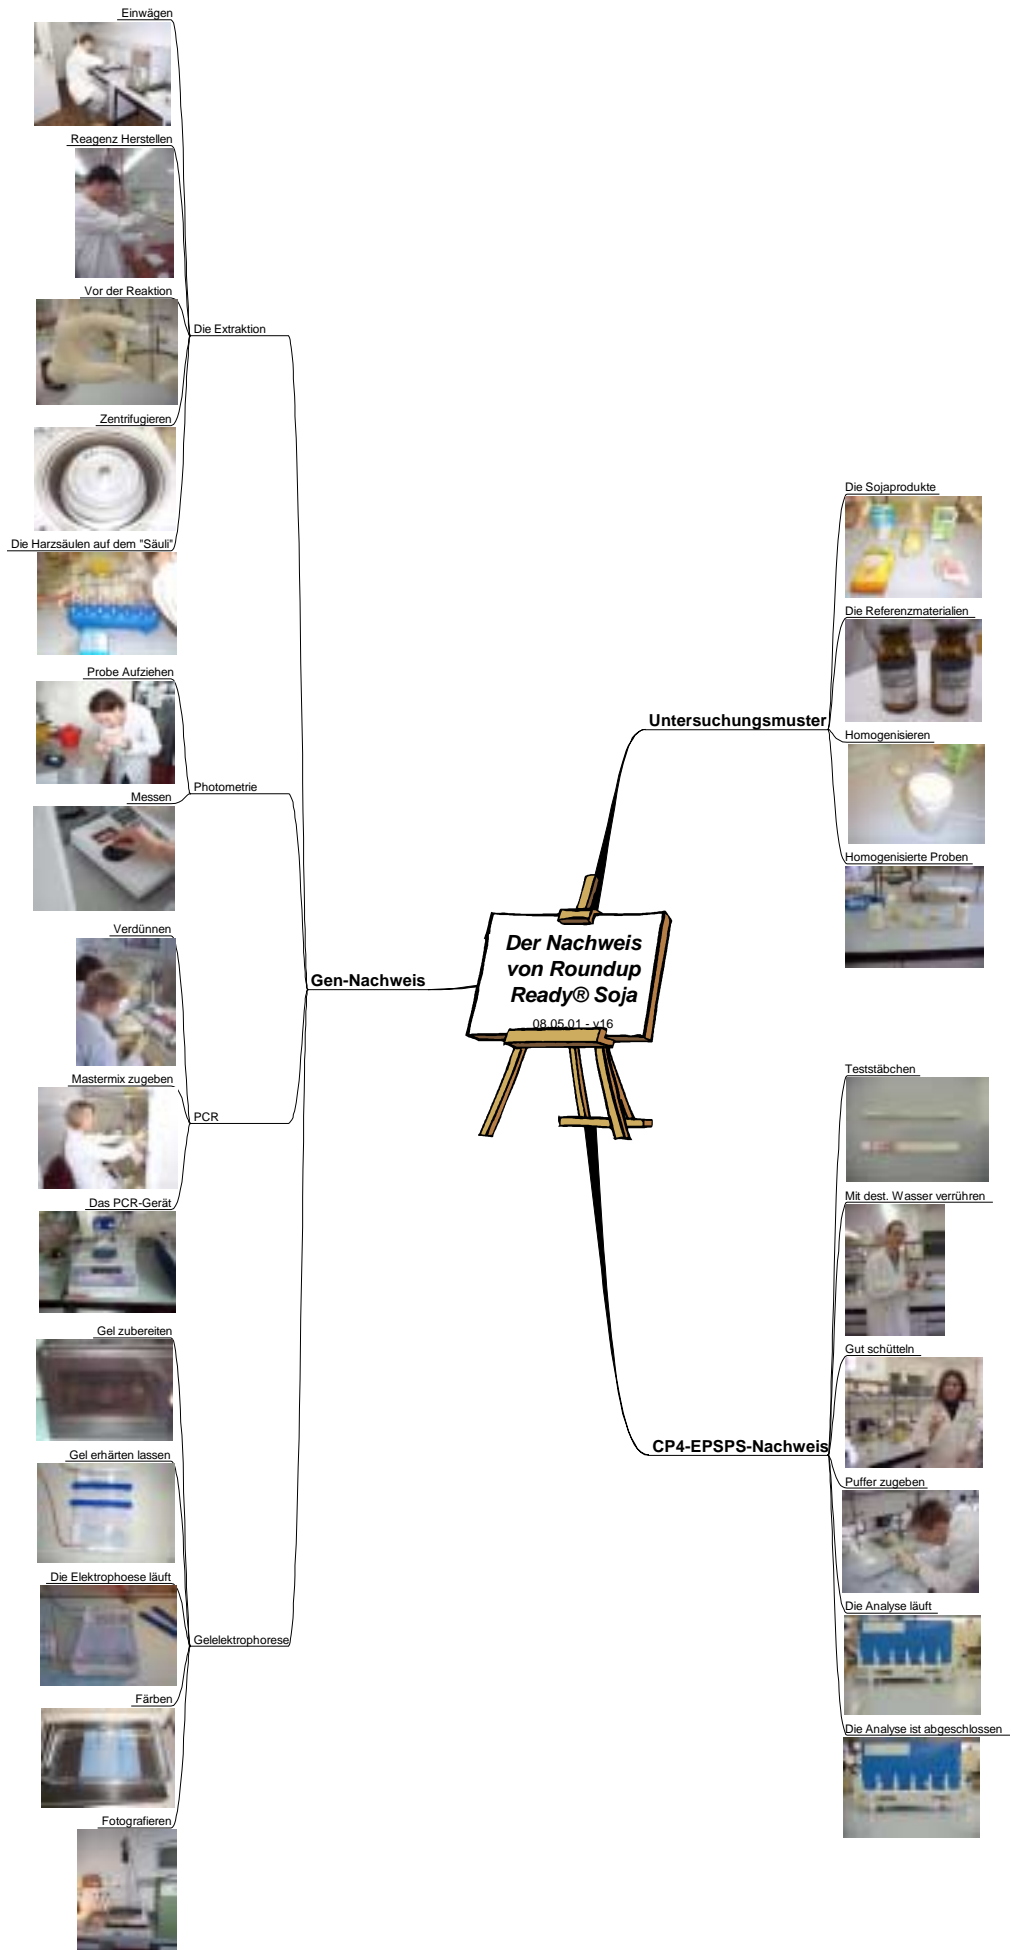 Der Nachweis
von Roundup
Ready® Soja
08.05.01 - v16
Untersuchungsmuster
Die Sojaprodukte
Die Referenzmaterialien
Homogenisieren
Homogenisierte Proben
CP4-EPSPS-Nachweis
Teststäbchen
Mit dest. Wasser verrühren
Gut schütteln
Puffer zugeben
Die Analyse läuft
Die Analyse ist abgeschlossen
Gen-Nachweis
Die Extraktion
Einwägen
Reagenz Herstellen
Vor der Reaktion
Zentrifugieren
Die Harzsäulen auf dem "Säuli"
Photometrie
Probe Aufziehen
Messen
PCR
Verdünnen
Mastermix zugeben
Das PCR-Gerät
Gelelektrophorese
Gel zubereiten
Gel erhärten lassen
Die Elektrophoese läuft
Färben
Fotografieren